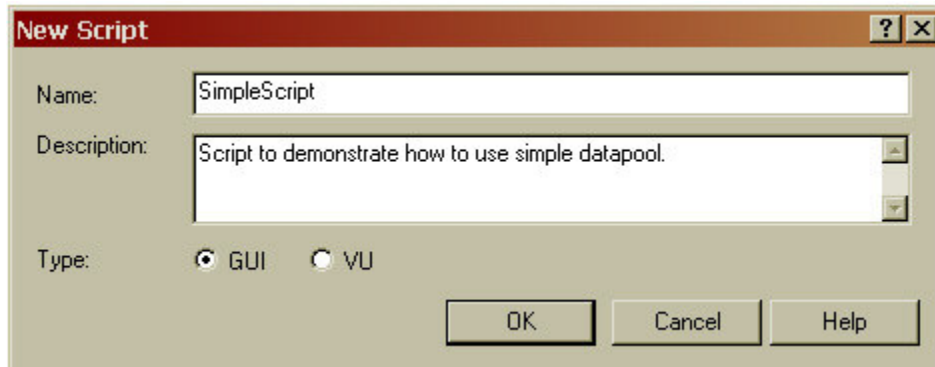 New Script
Name: SimpleScript
Description: Script to demonstrate how to use simple datapool.
Type: GUI VU
OK Cancel Help